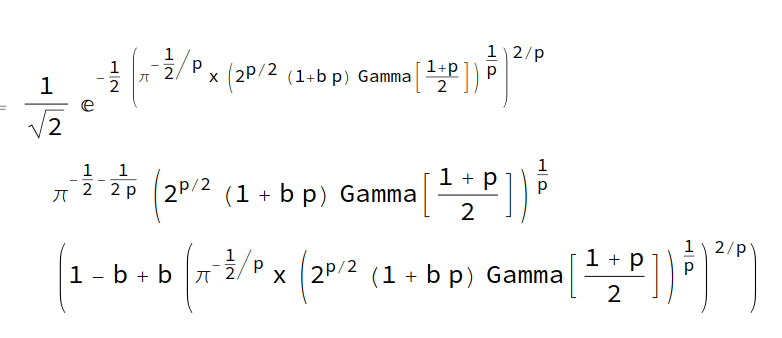 = 1/√2 ⅇ^(-1/2 (π^(-1/2/p) x (2^(p/2) (1+b p) Gamma[(1+p)/2])^(1/p))^(2/p))
π^(-1/2 - 1/(2 p)) (2^(p/2) (1 + b p) Gamma[(1 + p)/2])^(1/p)
(1 - b + b (π^(-1/2/p) x (2^(p/2) (1 + b p) Gamma[(1 + p)/2])^(1/p))^(2/p))